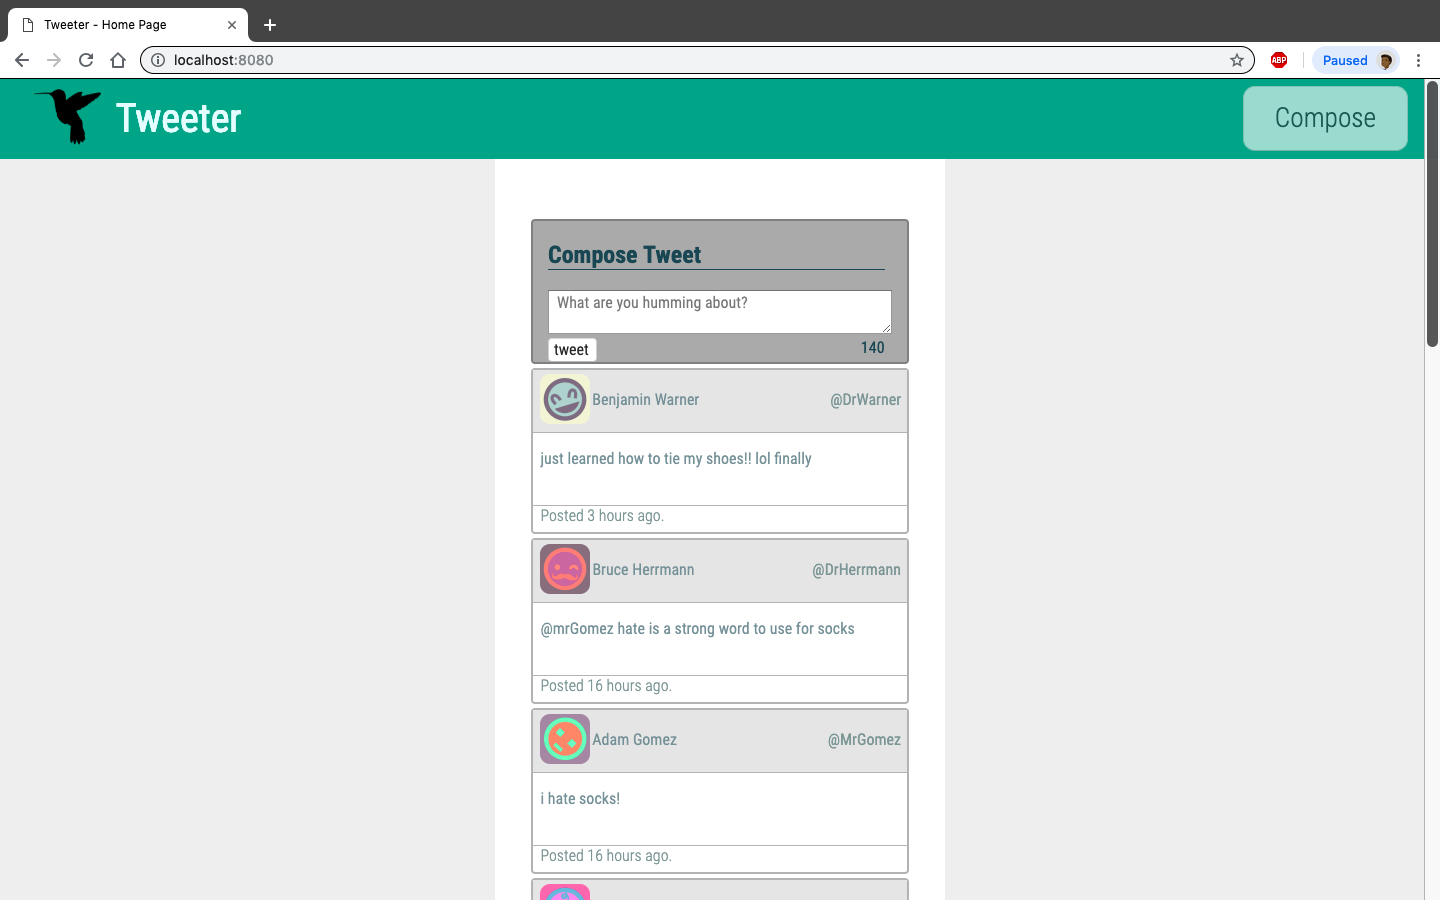 Tweeter - Home Page
localhost:8080
ABP
Paused
Tweeter
Compose
Compose Tweet
What are you humming about?
tweet
140
Benjamin Warner
@DrWarner
just learned how to tie my shoes!! lol finally
Posted 3 hours ago.
Bruce Herrmann
@DrHerrmann
@mrGomez hate is a strong word to use for socks
Posted 16 hours ago.
Adam Gomez
@MrGomez
i hate socks!
Posted 16 hours ago.